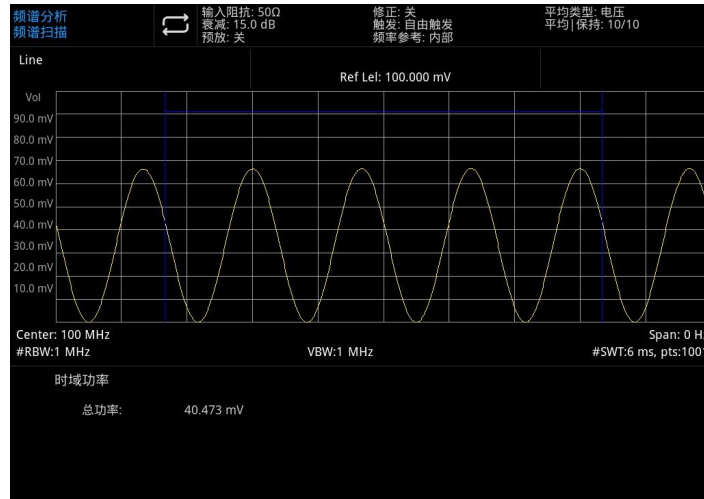 频谱分析
频谱扫描
输入阻抗: 50Ω
衰减: 15.0 dB
预放: 关
修正: 关
触发: 自由触发
频率参考: 内部
平均类型: 电压
平均|保持: 10/10
Line
Ref Lel: 100.000 mV
Vol
90.0 mV
80.0 mV
70.0 mV
60.0 mV
50.0 mV
40.0 mV
30.0 mV
20.0 mV
10.0 mV
Center: 100 MHz
Span: 0 H
#RBW:1 MHz
VBW:1 MHz
#SWT:6 ms, pts:1001
时域功率
总功率:
40.473 mV